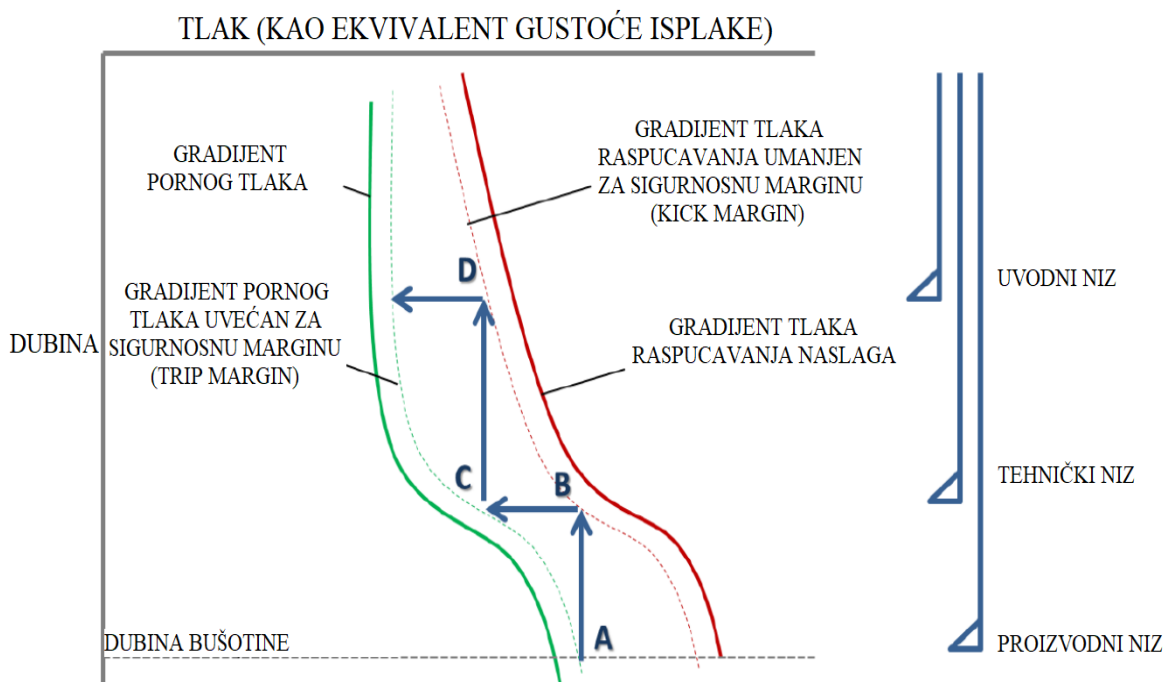 TLAK (KAO EKVIVALENT GUSTOĆE ISPLAKE)
GRADIJENT
PORNOG TLAKA
GRADIJENT TLAKA
RASPUCAVANJA UMANJEN
ZA SIGURNOSNU MARGINU
(KICK MARGIN)
D
UVODNI NIZ
GRADIJENT PORNOG
TLAKA UVEĆAN ZA
SIGURNOSNU MARGINU
(TRIP MARGIN)
DUBINA
GRADIJENT TLAKA
RASPUCAVANJA NASLAGA
C
B
TEHNIČKI NIZ
DUBINA BUŠOTINE
A
PROIZVODNI NIZ